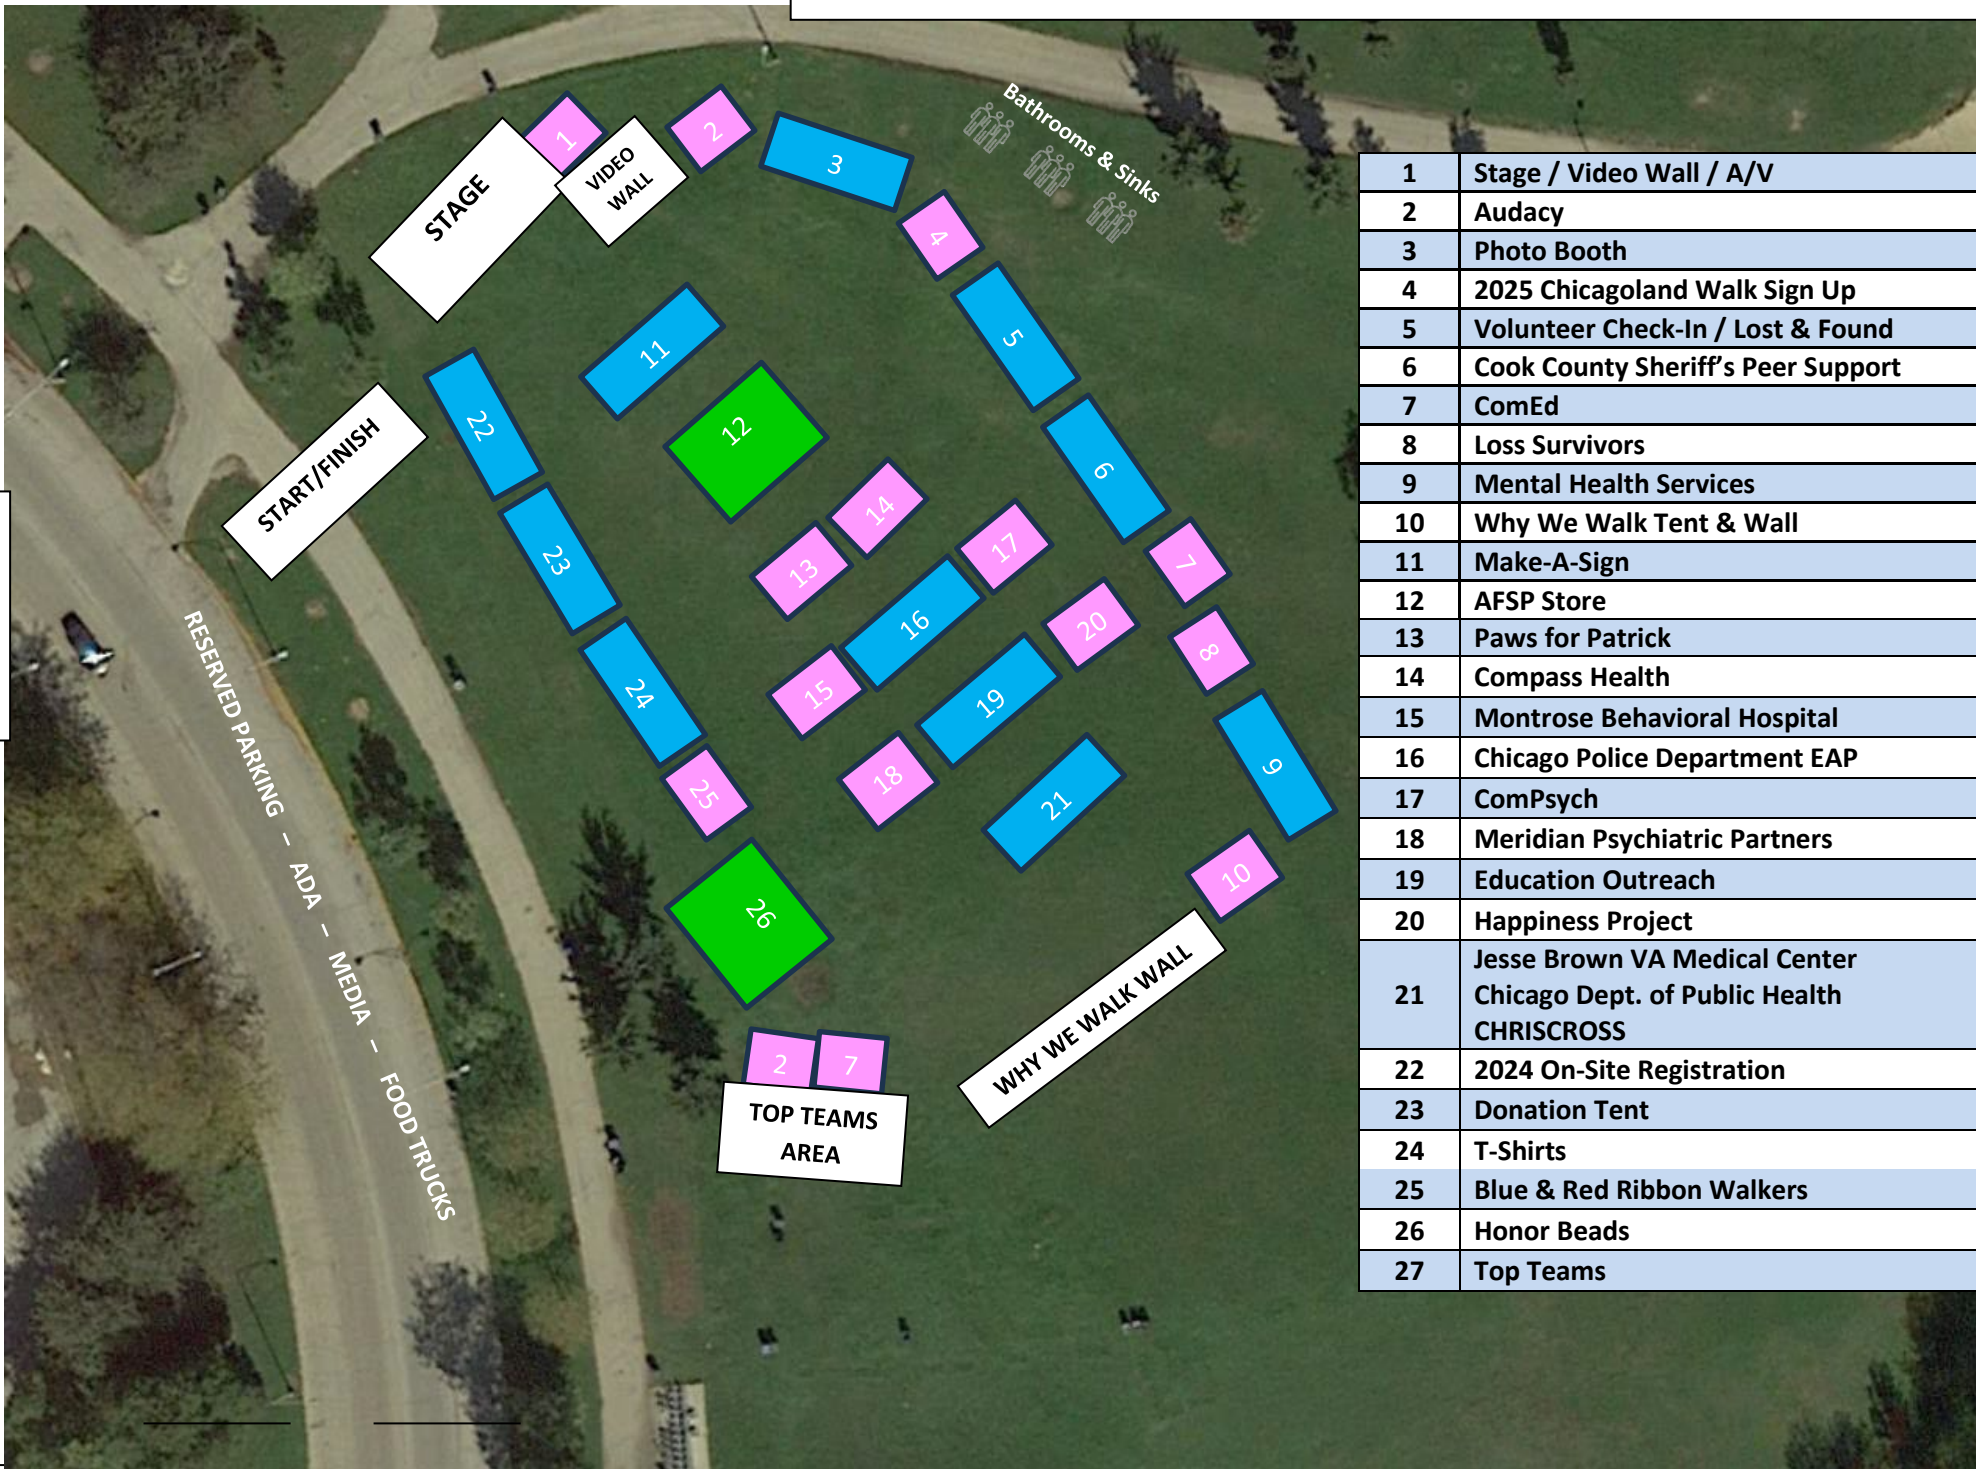 1
2
3
Bathrooms & Sinks
STAGE
VIDEO
WALL
4
5
11
12
22
START/FINISH
6
14
13
17
7
23
16
20
8
15
24
19
9
18
25
21
10
26
WHY WE WALK WALL
2
7
TOP TEAMS
AREA
RESERVED PARKING – ADA – MEDIA – FOOD TRUCKS
1 Stage / Video Wall / A/V
2 Audacy
3 Photo Booth
4 2025 Chicagoland Walk Sign Up
5 Volunteer Check-In / Lost & Found
6 Cook County Sheriff’s Peer Support
7 ComEd
8 Loss Survivors
9 Mental Health Services
10 Why We Walk Tent & Wall
11 Make-A-Sign
12 AFSP Store
13 Paws for Patrick
14 Compass Health
15 Montrose Behavioral Hospital
16 Chicago Police Department EAP
17 ComPsych
18 Meridian Psychiatric Partners
19 Education Outreach
20 Happiness Project
21 Jesse Brown VA Medical Center
Chicago Dept. of Public Health
CHRISCROSS
22 2024 On-Site Registration
23 Donation Tent
24 T-Shirts
25 Blue & Red Ribbon Walkers
26 Honor Beads
27 Top Teams